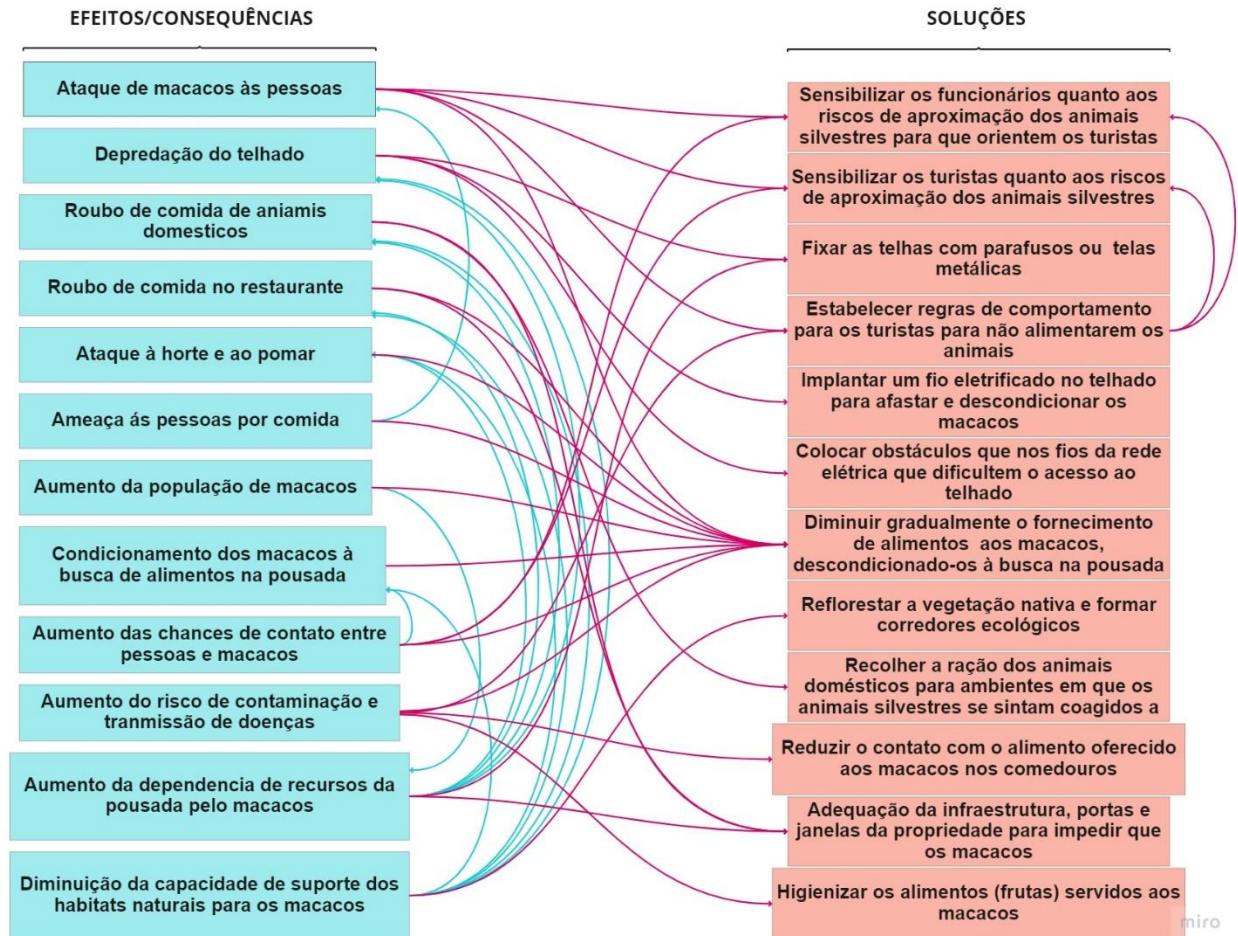 EFEITOS/CONSEQUÊNCIAS
Ataque de macacos às pessoas
Depredação do telhado
Roubo de comida de aniamis
domesticos
Roubo de comida no restaurante
Ataque à horte e ao pomar
Ameaça ás pessoas por comida
Aumento da população de macacos
Condicionamento dos macacos à
busca de alimentos na pousada
Aumento das chances de contato entre
pessoas e macacos
Aumento do risco de contaminação e
tranmissão de doenças
Aumento da dependencia de recursos da
pousada pelo macacos
Diminuição da capacidade de suporte dos
habitats naturais para os macacos
SOLUÇÕES
Sensibilizar os funcionários quanto aos
riscos de aproximação dos animais
silvestres para que orientem os turistas
Sensibilizar os turistas quanto aos riscos
de aproximação dos animais silvestres
Fixar as telhas com parafusos ou telas
metálicas
Estabelecer regras de comportamento
para os turistas para não alimentarem os
animais
Implantar um fio eletrificado no telhado
para afastar e descondicionar os
macacos
Colocar obstáculos que nos fios da rede
elétrica que dificultem o acesso ao
telhado
Diminuir gradualmente o fornecimento
de alimentos aos macacos,
descondicionado-os à busca na pousada
Reflorestar a vegetação nativa e formar
corredores ecológicos
Recolher a ração dos animais
domésticos para ambientes em que os
animais silvestres se sintam coagidos a
Reduzir o contato com o alimento oferecido
aos macacos nos comedouros
Adequação da infraestrutura, portas e
janelas da propriedade para impedir que
os macacos
Higienizar os alimentos (frutas) servidos aos
macacos
miro